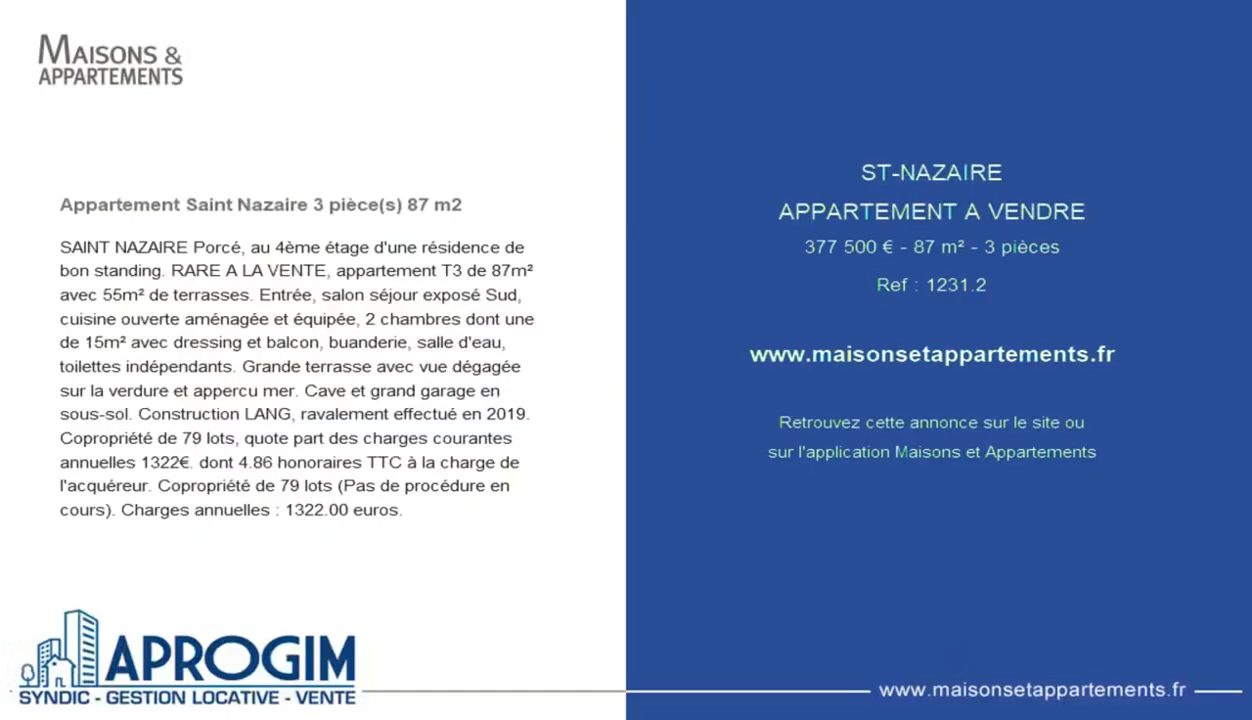 MAISONS &
APPARTEMENTS
Appartement Saint Nazaire 3 pièce(s) 87 m2
SAINT NAZAIRE Porcé, au 4ème étage d'une résidence de
bon standing. RARE A LA VENTE, appartement T3 de 87m²
avec 55m² de terrasses. Entrée, salon séjour exposé Sud,
cuisine ouverte aménagée et équipée, 2 chambres dont une
de 15m² avec dressing et balcon, buanderie, salle d'eau,
toilettes indépendants. Grande terrasse avec vue dégagée
sur la verdure et appercu mer. Cave et grand garage en
sous-sol. Construction LANG, ravalement effectué en 2019.
Copropriété de 79 lots, quote part des charges courantes
annuelles 1322€. dont 4.86 honoraires TTC à la charge de
l'acquéreur. Copropriété de 79 lots (Pas de procédure en
cours). Charges annuelles : 1322.00 euros.
APROGIM
SYNDIC - GESTION LOCATIVE - VENTE
ST-NAZAIRE
APPARTEMENT A VENDRE
377 500 € - 87 m² - 3 pièces
Ref : 1231.2
www.maisonsetappartements.fr
Retrouvez cette annonce sur le site ou
sur l'application Maisons et Appartements
www.maisonsetappartements.fr